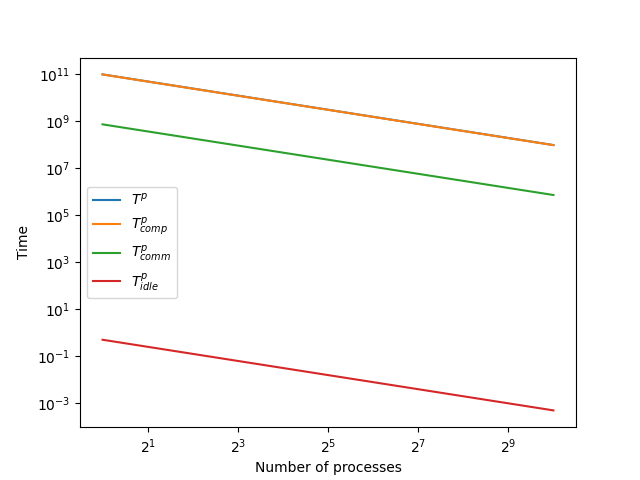 10^11
10^9
10^7
10^5
10^3
10^1
10^-1
10^-3
Time
T^p
T^p_comp
T^p_comm
T^p_idle
2^1
2^3
2^5
2^7
2^9
Number of processes